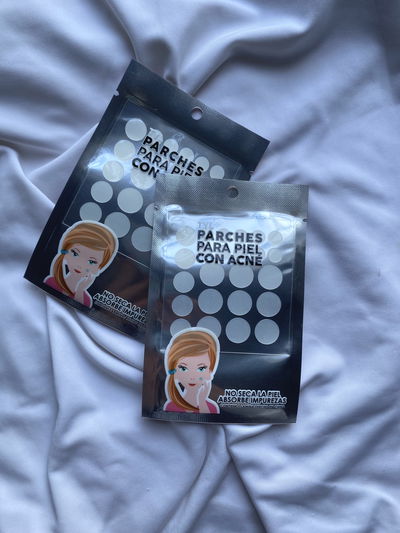 PARCHES
PARA PIEL
CON
NO SECA LA
ABSORBE IMPUREZAS
PARCHES
PARA PIEL
CON ACNÉ
NO SECA LA PIEL
ABSORBE IMPUREZAS